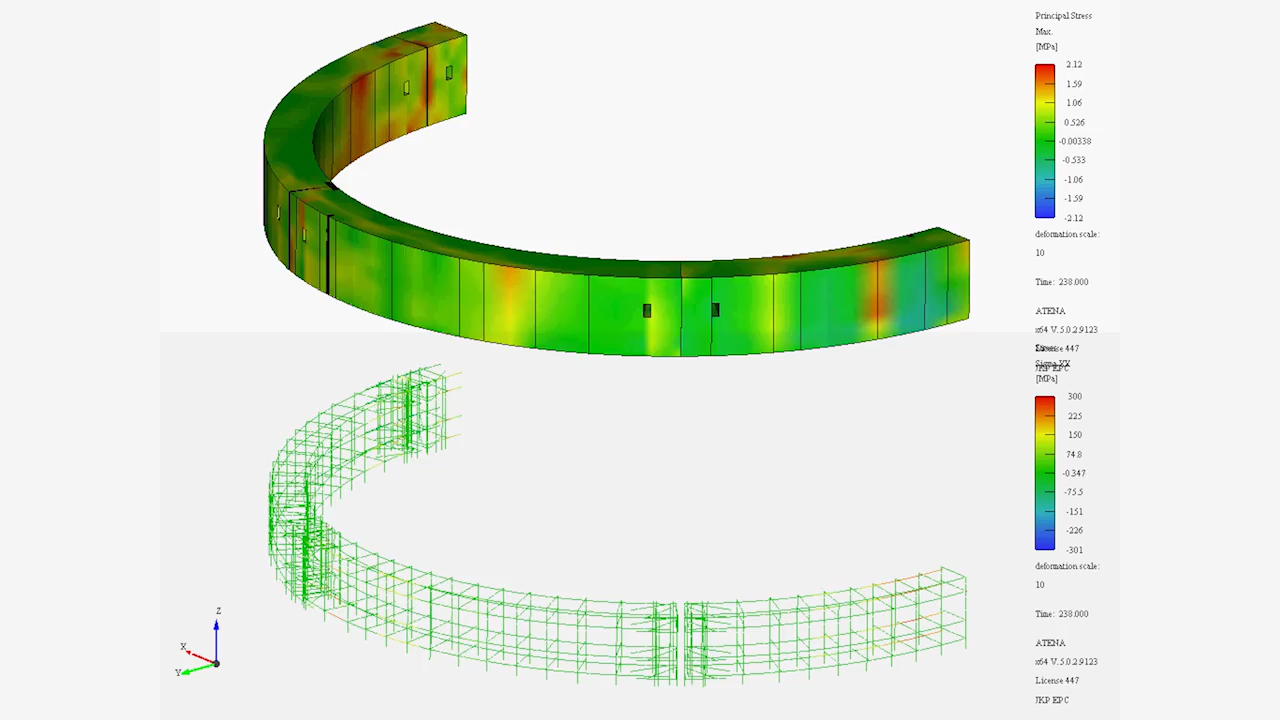 Principal Stress
Max.
[MPa]
2.12
1.59
1.06
0.526
-0.00338
-0.533
-1.06
-1.59
-2.12
deformation scale:
10
Time: 238.000
ATENA
x64 V. 5.0.2.9123
License 447
JKP EPC
Sigma XX
[MPa]
300
225
150
74.8
-0.347
-75.5
-151
-226
-301
deformation scale:
10
Time: 238.000
ATENA
x64 V. 5.0.2.9123
License 447
JKP EPC
Z
X
Y